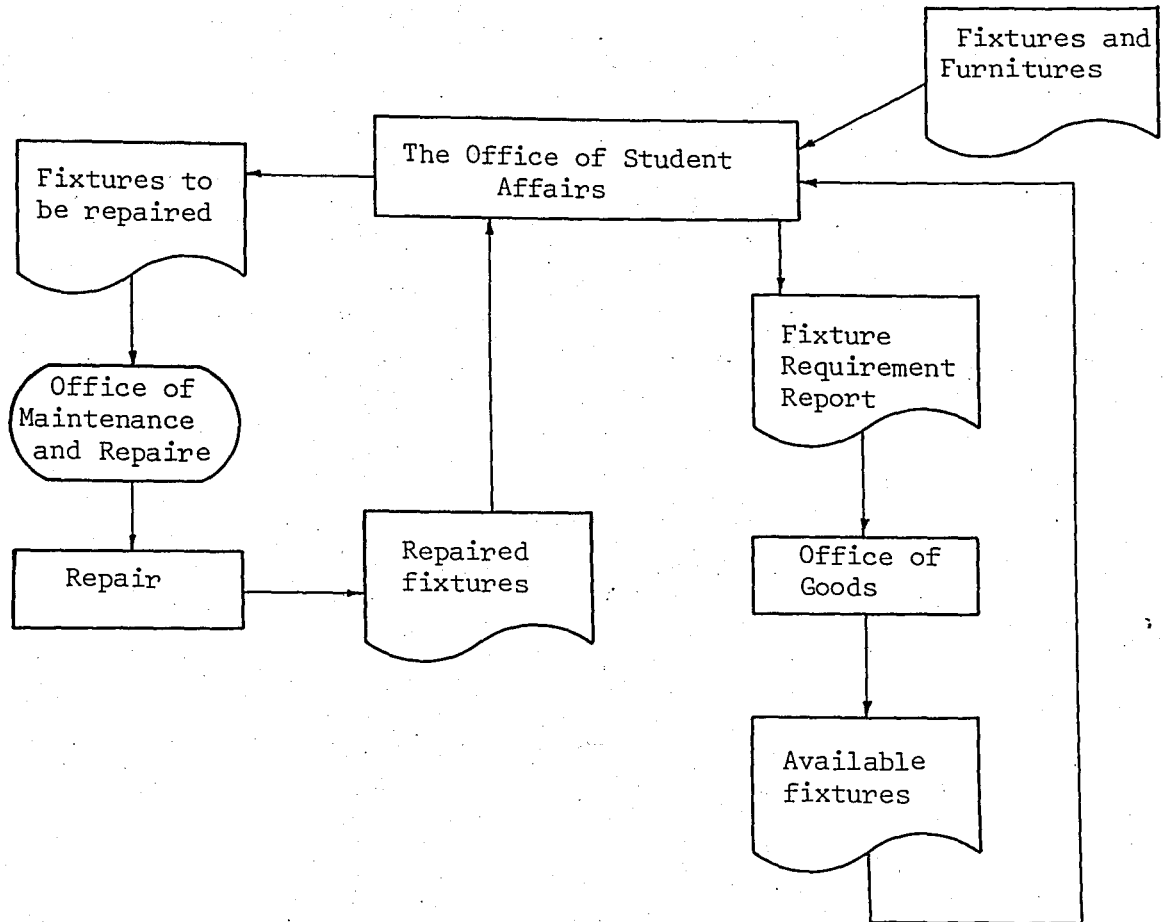 Fixtures and
Furnitures
The Office of Student
Affairs
Fixtures to
be repaired
Fixture
Requirement
Report
Office of
Maintenance
and Repaire
Repaired
fixtures
Office of
Goods
Repair
Available
fixtures